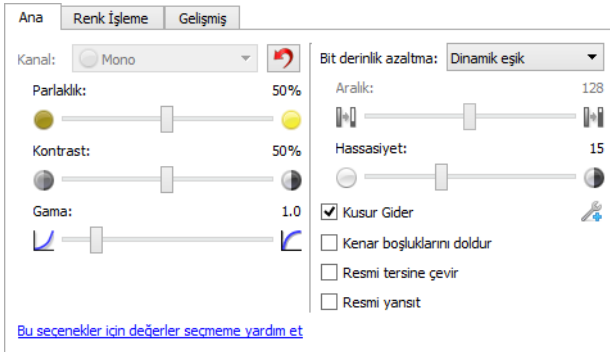 Ana
Renk İşleme
Gelişmiş
Kanal:
Mono
Parlaklık:
50%
Kontrast:
50%
Gama:
1.0
Bit derinlik azaltma:
Dinamik eşik
Aralık:
128
Hassasiyet:
15
Kusur Gider
Kenar boşluklarını doldur
Resmi tersine çevir
Resmi yansıt
Bu seçenekler için değerler seçmeme yardım et